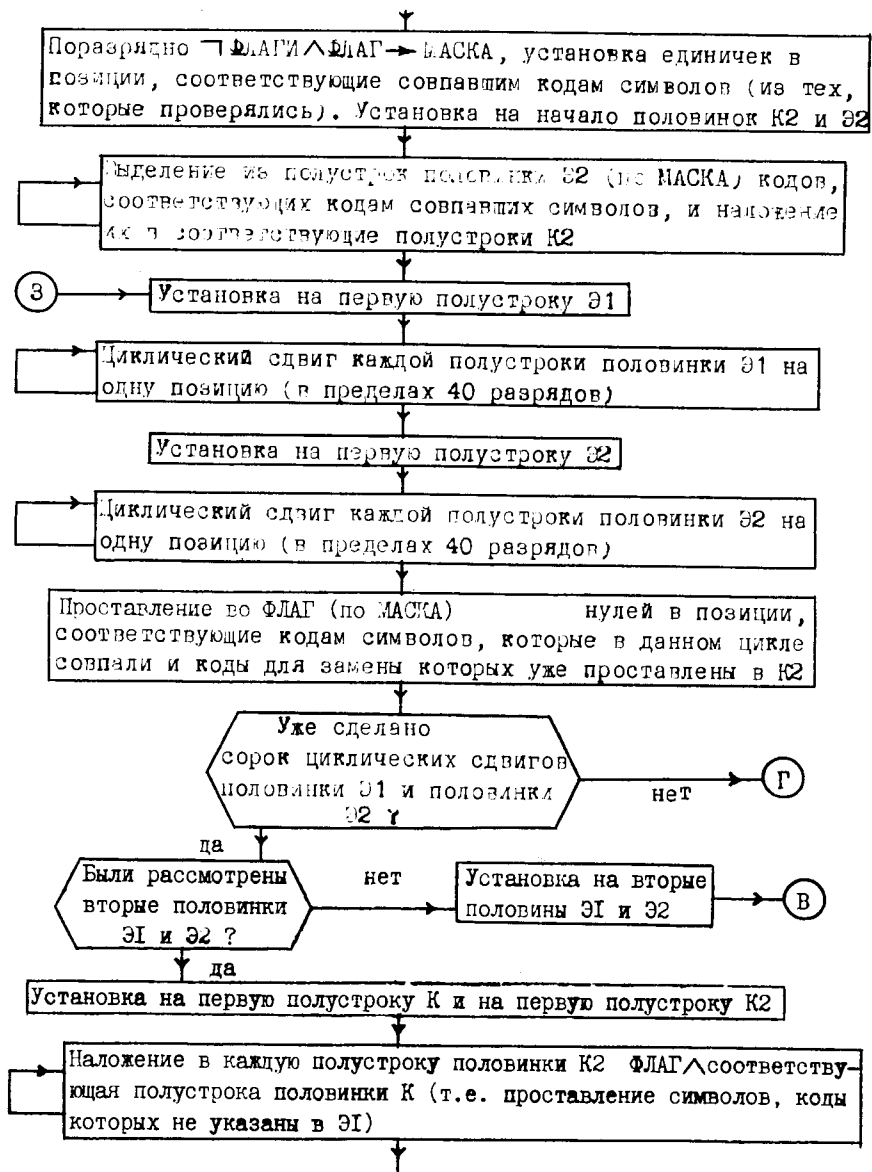 Поразрядно ⌐ ФЛАГИ∧ФЛАГ→ МАСКА, установка единичек в
позиции, соответствующие совпавшим кодам символов (из тех,
которые проверялись). Установка на начало половинок К2 и Э2
Выделение из полустрок половинки Э2 (по МАСКА) кодов,
соответствующих кодам совпавших символов, и наложение
их в соответствующие полустроки К2
З
Установка на первую полустроку Э1
Циклический сдвиг каждой полустроки половинки Э1 на
одну позицию (в пределах 40 разрядов)
Установка на первую полустроку Э2
Циклический сдвиг каждой полустроки половинки Э2 на
одну позицию (в пределах 40 разрядов)
Проставление во ФЛАГ (по МАСКА) нулей в позиции,
соответствующие кодам символов, которые в данном цикле
совпали и коды для замены которых уже проставлены в К2
Уже сделано
сорок циклических сдвигов
половинки Э1 и половинки
Э2 ?
нет
Г
да
Были рассмотрены
вторые половинки
ЭI и Э2 ?
нет
Установка на вторые
половины ЭI и Э2
В
да
Установка на первую полустроку К и на первую полустроку К2
Наложение в каждую полустроку половинки К2 ФЛАГ∧соответству-
ющая полустрока половинки К (т.е. проставление символов, коды
которых не указаны в ЭI)